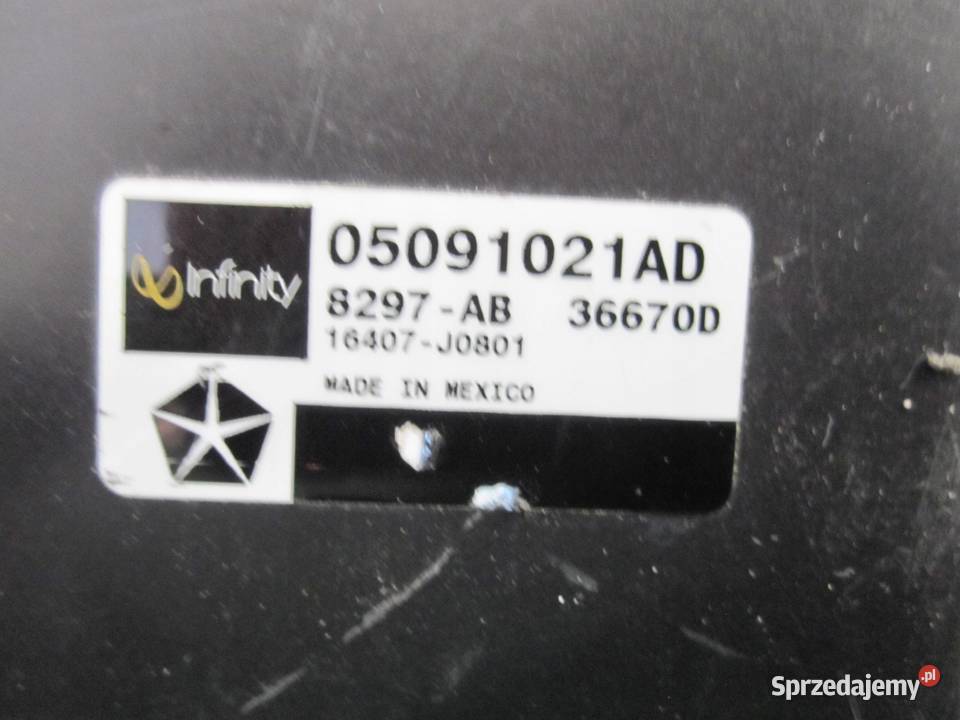 Infinity
05091021AD
8297-AB 36670D
16407-J0801
MADE IN MEXICO
Sprzedajemy.pl